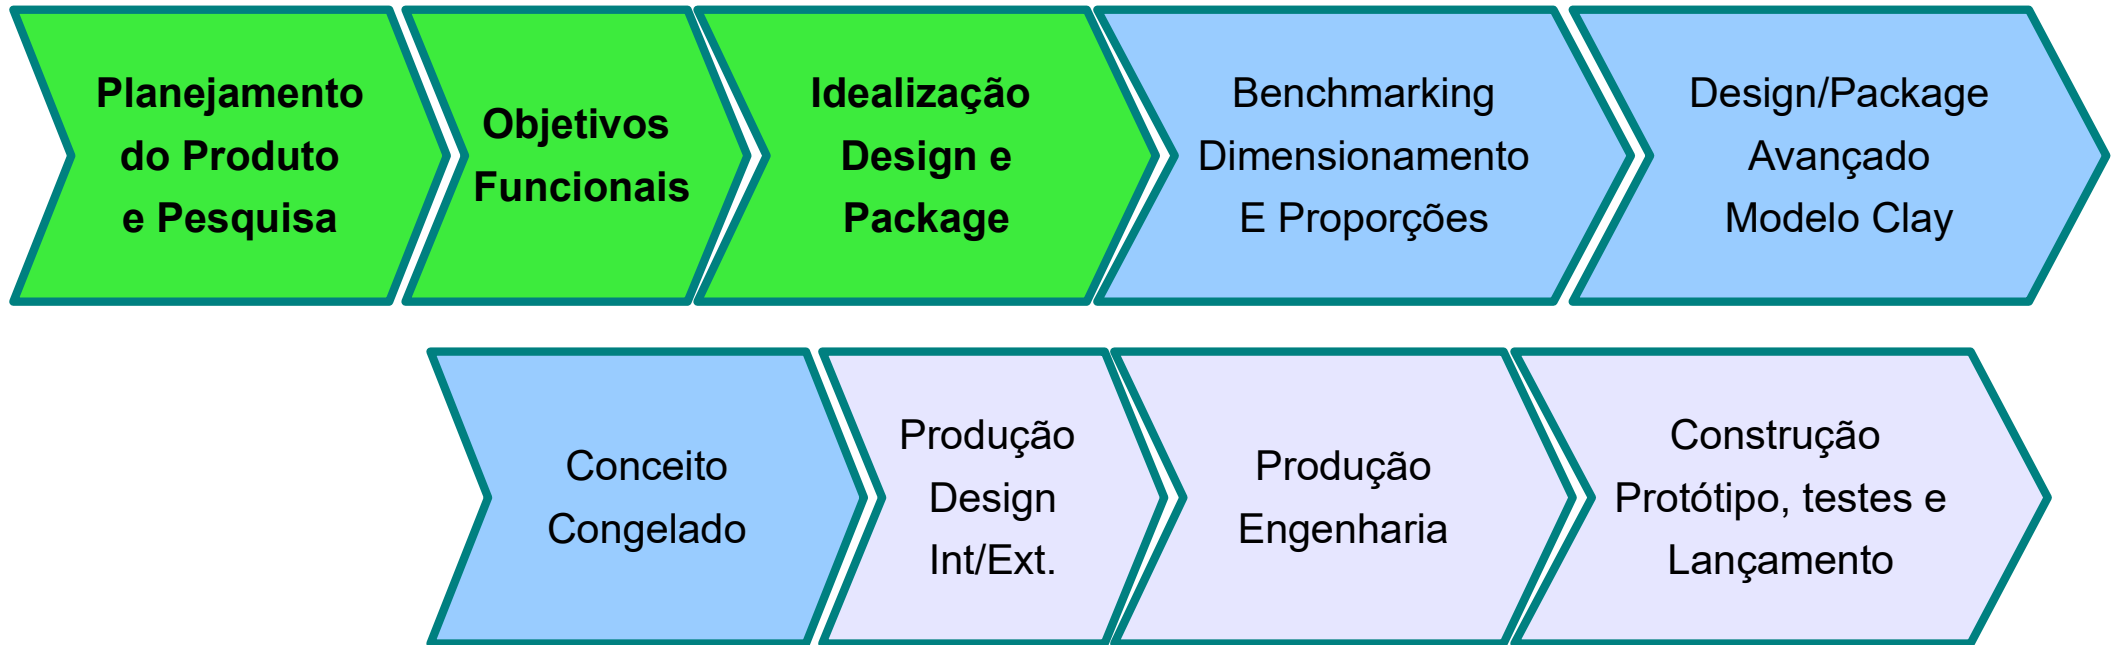 Planejamento
do Produto
e Pesquisa
Objetivos
Funcionais
Idealização
Design e
Package
Benchmarking
Dimensionamento
E Proporções
Design/Package
Avançado
Modelo Clay
Conceito
Congelado
Produção
Design
Int/Ext.
Produção
Engenharia
Construção
Protótipo, testes e
Lançamento